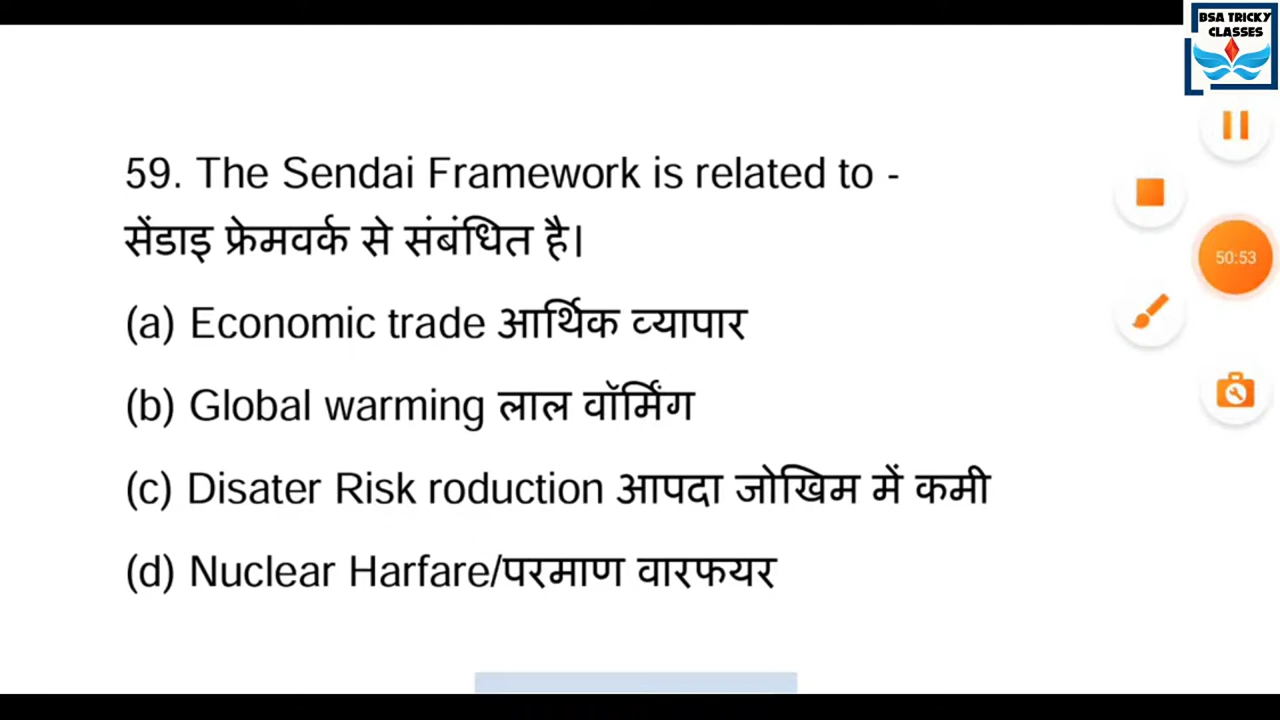 BSA TRICKY
CLASSES
59. The Sendai Framework is related to -
सेंडाइ फ्रेमवर्क से संबंधित है।
(a) Economic trade आर्थिक व्यापार
(b) Global warming लाल वॉर्मिंग
(c) Disater Risk roduction आपदा जोखिम में कमी
(d) Nuclear Harfare/परमाण वारफयर
50:53